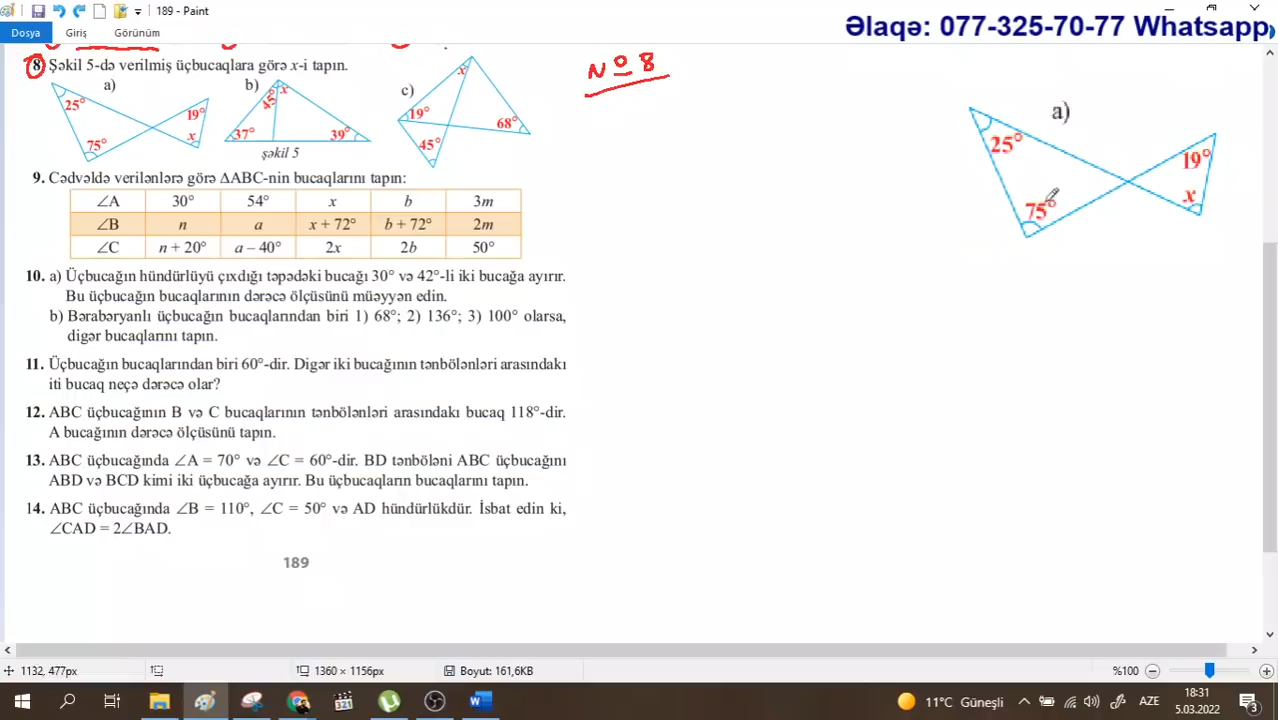 189 - Paint
Əlaqə: 077-325-70-77 Whatsapp
Dosya Giriş Görünüm
8. Şəkil 5-də verilmiş üçbucaqlara görə x-i tapın.
№ 8
a) 25° 75° 19° x
b) 45° x 37° 39°
c) x 19° 45° 68°
şəkil 5
a) 25° 75° 19° x
9. Cədvəldə verilənlərə görə ΔABC-nin bucaqlarını tapın:
∠A 30° 54° x b 3m
∠B n a x + 72° b + 72° 2m
∠C n + 20° a – 40° 2x 2b 50°
10. a) Üçbucağın hündürlüyü çıxdığı təpədəki bucağı 30° və 42°-li iki bucağa ayırır.
Bu üçbucağın bucaqlarının dərəcə ölçüsünü müəyyən edin.
b) Bərabəryanlı üçbucağın bucaqlarından biri 1) 68°; 2) 136°; 3) 100° olarsa,
digər bucaqlarını tapın.
11. Üçbucağın bucaqlarından biri 60°-dir. Digər iki bucağının tənbölənləri arasındakı
iti bucaq neçə dərəcə olar?
12. ABC üçbucağının B və C bucaqlarının tənbölənləri arasındakı bucaq 118°-dir.
A bucağının dərəcə ölçüsünü tapın.
13. ABC üçbucağında ∠A = 70° və ∠C = 60°-dir. BD tənböləni ABC üçbucağını
ABD və BCD kimi iki üçbucağa ayırır. Bu üçbucaqların bucaqlarını tapın.
14. ABC üçbucağında ∠B = 110°, ∠C = 50° və AD hündürlükdür. İsbat edin ki,
∠CAD = 2∠BAD.
189
1132, 477px 1360 × 1156px Boyut: 161,6KB %100
11°C Güneşli AZE 18:31
5.03.2022 3